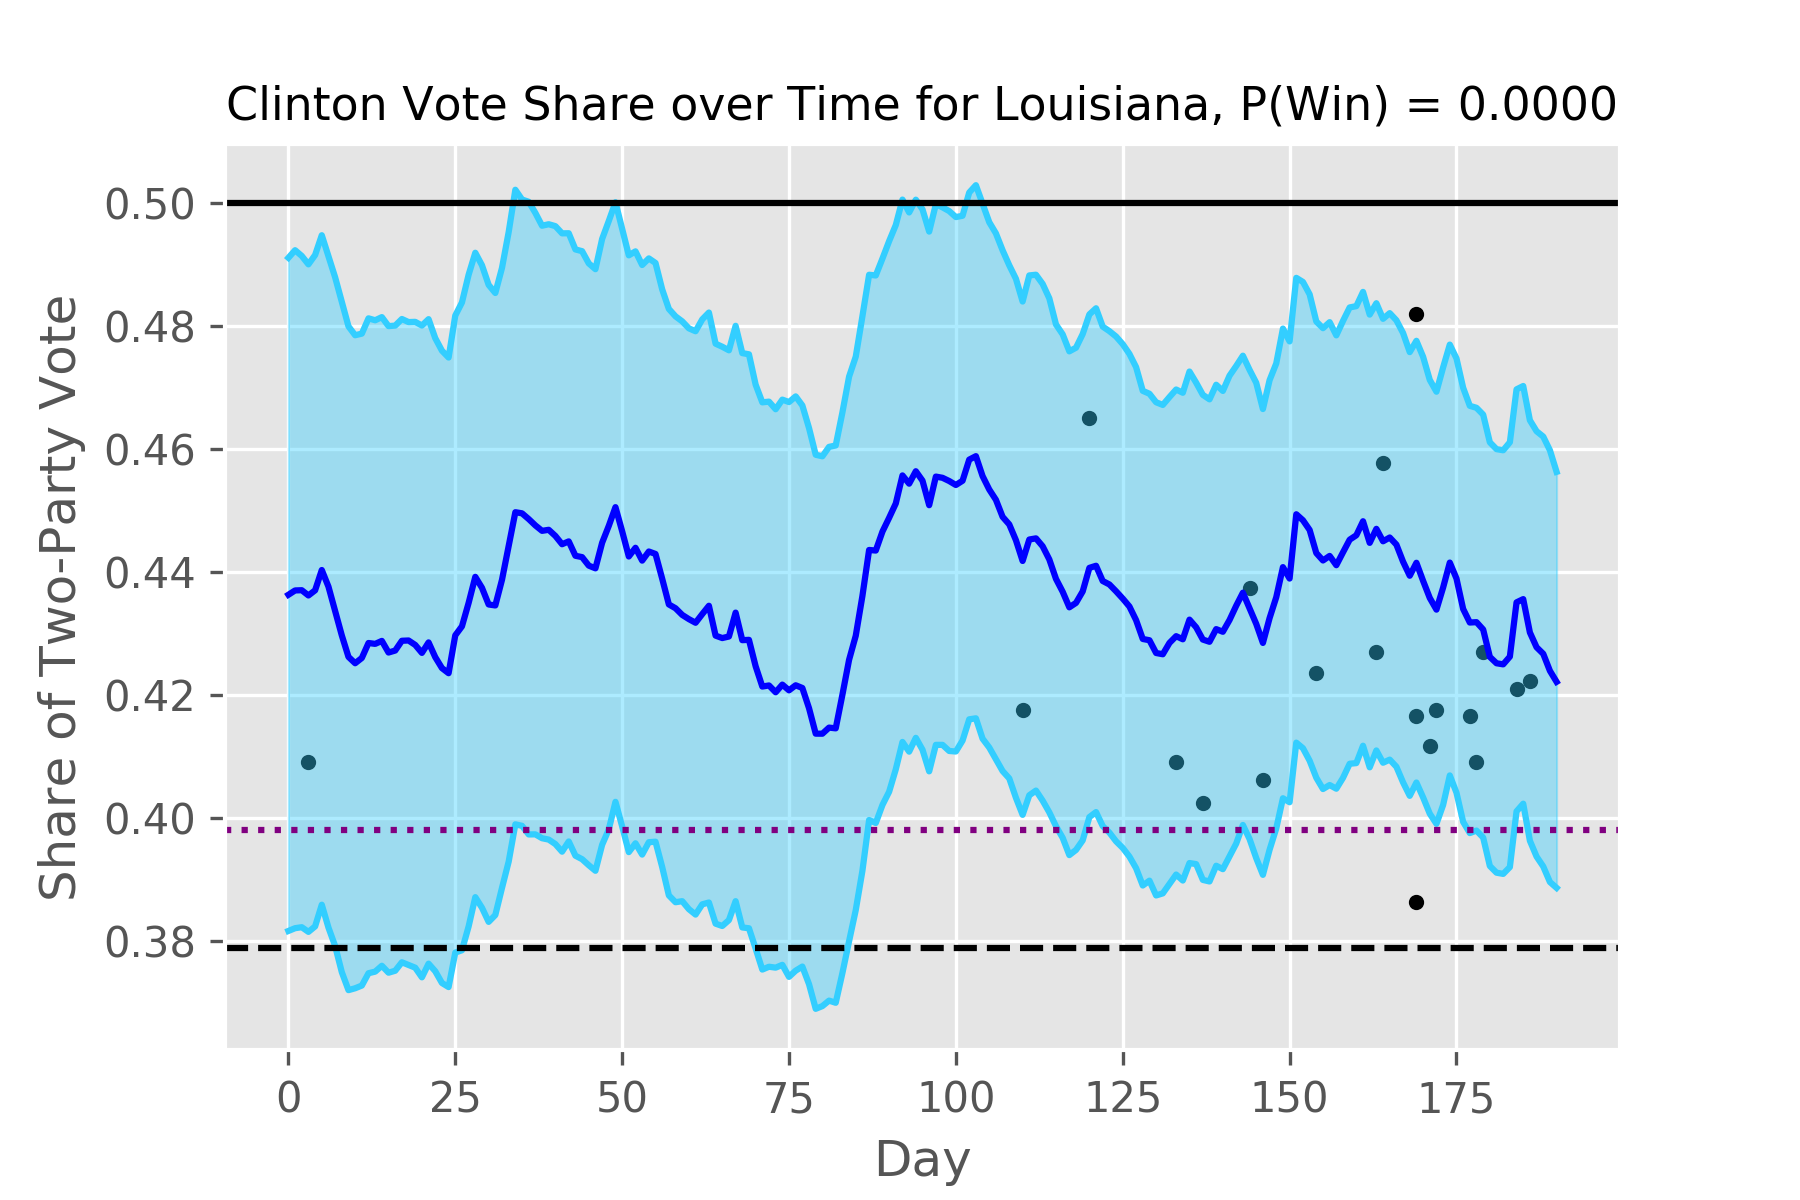 Clinton Vote Share over Time for Louisiana, P(Win) = 0.0000
Share of Two-Party Vote
0.50
0.48
0.46
0.44
0.42
0.40
0.38
0 25 50 75 100 125 150 175
Day